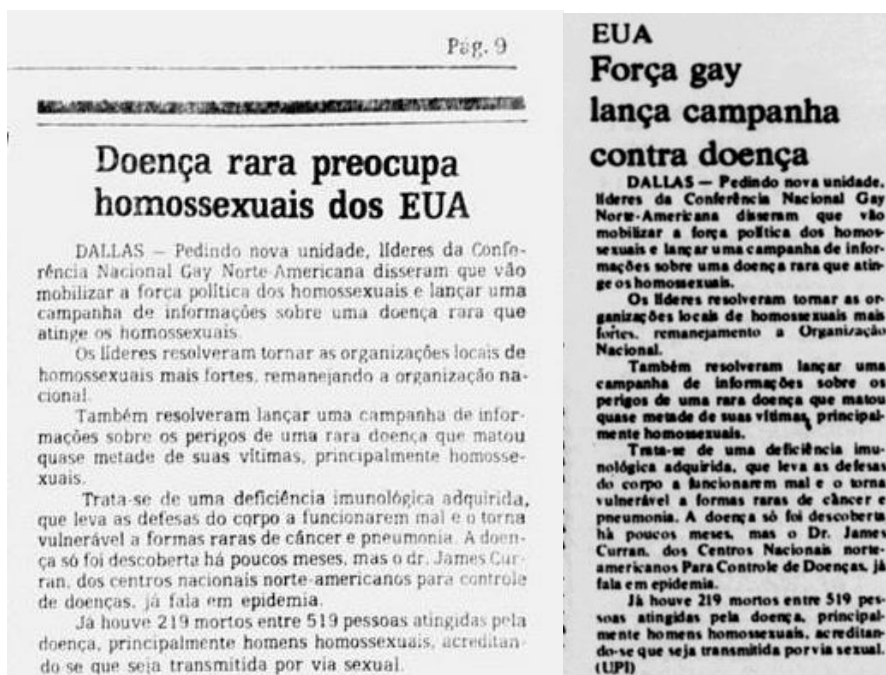 Pág. 9
Doença rara preocupa
homossexuais dos EUA
DALLAS — Pedindo nova unidade, líderes da Confe-
rência Nacional Gay Norte-Americana disseram que vão
mobilizar a força política dos homossexuais e lançar uma
campanha de informações sobre uma doença rara que
atinge os homossexuais.
Os líderes resolveram tornar as organizações locais de
homossexuais mais fortes, remanejando a organização na-
cional.
Também resolveram lançar uma campanha de infor-
mações sobre os perigos de uma rara doença que matou
quase metade de suas vítimas, principalmente homosse-
xuais.
Trata-se de uma deficiência imunológica adquirida,
que leva as defesas do corpo a funcionarem mal e o torna
vulnerável a formas raras de câncer e pneumonia. A doen-
ça só foi descoberta há poucos meses, mas o dr. James Cur-
ran, dos centros nacionais norte-americanos para controle
de doenças, já fala em epidemia.
Já houve 219 mortos entre 519 pessoas atingidas pela
doença, principalmente homens homossexuais, acreditan-
do se que seja transmitida por via sexual.
EUA
Força gay
lança campanha
contra doença
DALLAS — Pedindo nova unidade,
líderes da Conferência Nacional Gay
Norte-Americana disseram que vão
mobilizar a força política dos homos-
sexuais e lançar uma campanha de infor-
mações sobre uma doença rara que atin-
ge os homossexuais.
Os líderes resolveram tornar as or-
ganizações locais de homossexuais mais
fortes, remanejamento a Organização
Nacional.
Também resolveram lançar uma
campanha de informações sobre os
perigos de uma rara doença que matou
quase metade de suas vítimas, principal-
mente homossexuais.
Trata-se de uma deficiência imu-
nológica adquirida, que leva as defesas
do corpo a funcionarem mal e o torna
vulnerável a formas raras de câncer e
pneumonia. A doença só foi descoberta
há poucos meses, mas o Dr. James
Curran, dos Centros Nacionais norte-
americanos Para Controle de Doenças, já
fala em epidemia.
Já houve 219 mortos entre 519 pes-
soas atingidas pela doença, principal-
mente homens homossexuais, acreditan-
do-se que seja transmitida por via sexual.
(UPI)